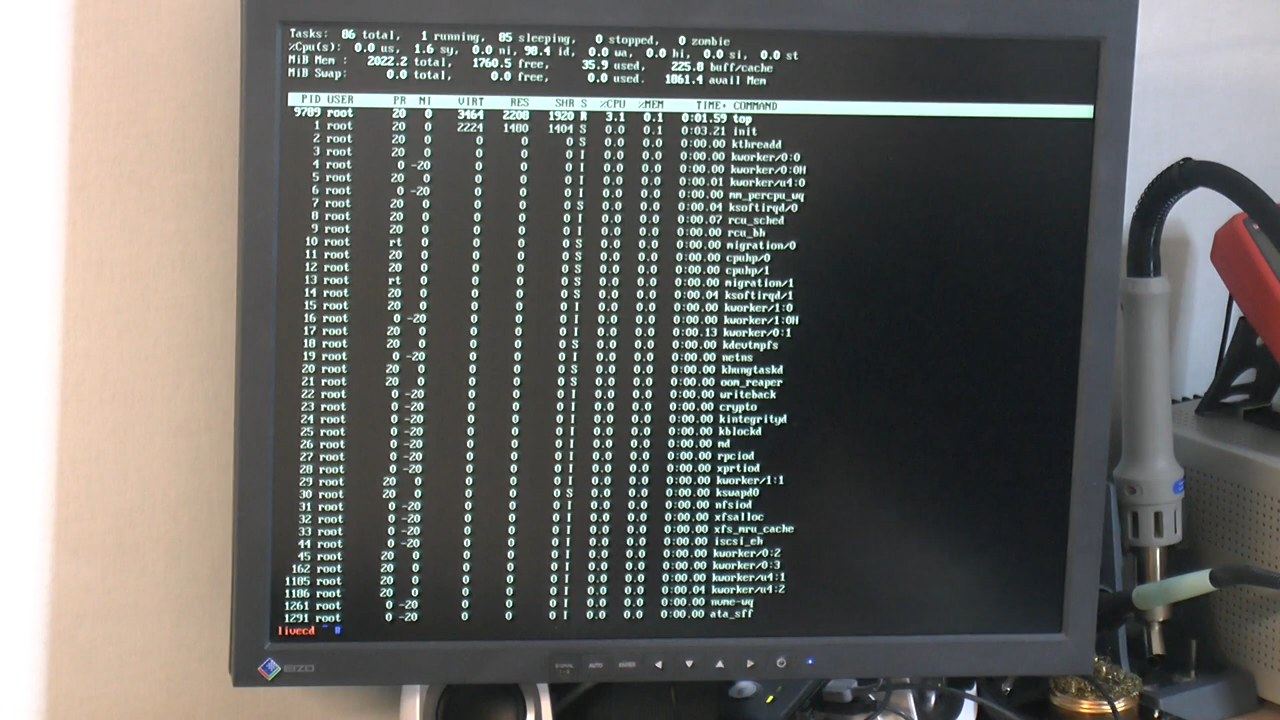 Tasks: 86 total, 1 running, 85 sleeping, 0 stopped, 0 zombie
%Cpu(s): 0.0 us, 1.6 sy, 0.0 ni, 98.4 id, 0.0 wa, 0.0 hi, 0.0 si, 0.0 st
MiB Mem : 2022.2 total, 1760.5 free, 35.9 used, 225.8 buff/cache
MiB Swap: 0.0 total, 0.0 free, 0.0 used. 1861.4 avail Mem
PID USER PR NI VIRT RES SHR S %CPU %MEM TIME+ COMMAND
9789 root 20 0 3464 2208 1920 R 3.1 0.1 0:01.59 top
1 root 20 0 2224 1480 1404 S 0.0 0.1 0:03.21 init
2 root 20 0 0 0 0 S 0.0 0.0 0:00.00 kthreadd
3 root 20 0 0 0 0 I 0.0 0.0 0:00.00 kworker/0:0
4 root 0 -20 0 0 0 I 0.0 0.0 0:00.00 kworker/0:0H
5 root 20 0 0 0 0 I 0.0 0.0 0:00.01 kworker/u4:0
6 root 0 -20 0 0 0 I 0.0 0.0 0:00.00 mm_percpu_wq
7 root 20 0 0 0 0 S 0.0 0.0 0:00.04 ksoftirqd/0
8 root 20 0 0 0 0 I 0.0 0.0 0:00.07 rcu_sched
9 root 20 0 0 0 0 I 0.0 0.0 0:00.00 rcu_bh
10 root rt 0 0 0 0 S 0.0 0.0 0:00.00 migration/0
11 root 20 0 0 0 0 S 0.0 0.0 0:00.00 cpuhp/0
12 root 20 0 0 0 0 S 0.0 0.0 0:00.00 cpuhp/1
13 root rt 0 0 0 0 S 0.0 0.0 0:00.00 migration/1
14 root 20 0 0 0 0 S 0.0 0.0 0:00.04 ksoftirqd/1
15 root 20 0 0 0 0 I 0.0 0.0 0:00.00 kworker/1:0
16 root 0 -20 0 0 0 I 0.0 0.0 0:00.00 kworker/1:0H
17 root 20 0 0 0 0 I 0.0 0.0 0:00.13 kworker/0:1
18 root 20 0 0 0 0 S 0.0 0.0 0:00.00 kdevtmpfs
19 root 0 -20 0 0 0 I 0.0 0.0 0:00.00 netns
20 root 20 0 0 0 0 S 0.0 0.0 0:00.00 khungtaskd
21 root 20 0 0 0 0 S 0.0 0.0 0:00.00 oom_reaper
22 root 0 -20 0 0 0 I 0.0 0.0 0:00.00 writeback
23 root 0 -20 0 0 0 I 0.0 0.0 0:00.00 crypto
24 root 0 -20 0 0 0 I 0.0 0.0 0:00.00 kintegrityd
25 root 0 -20 0 0 0 I 0.0 0.0 0:00.00 kblockd
26 root 0 -20 0 0 0 I 0.0 0.0 0:00.00 md
27 root 0 -20 0 0 0 I 0.0 0.0 0:00.00 rpciod
28 root 0 -20 0 0 0 I 0.0 0.0 0:00.00 xprtiod
29 root 20 0 0 0 0 I 0.0 0.0 0:00.00 kworker/1:1
30 root 20 0 0 0 0 S 0.0 0.0 0:00.00 kswapd0
31 root 0 -20 0 0 0 I 0.0 0.0 0:00.00 nfsiod
32 root 0 -20 0 0 0 I 0.0 0.0 0:00.00 xfsalloc
33 root 0 -20 0 0 0 I 0.0 0.0 0:00.00 xfs_mru_cache
44 root 0 -20 0 0 0 I 0.0 0.0 0:00.00 iscsi_eh
45 root 20 0 0 0 0 I 0.0 0.0 0:00.00 kworker/0:2
162 root 20 0 0 0 0 I 0.0 0.0 0:00.00 kworker/0:3
1185 root 20 0 0 0 0 I 0.0 0.0 0:00.00 kworker/u4:1
1186 root 20 0 0 0 0 I 0.0 0.0 0:00.04 kworker/u4:2
1261 root 0 -20 0 0 0 I 0.0 0.0 0:00.00 nvme-wq
1291 root 0 -20 0 0 0 I 0.0 0.0 0:00.00 ata_sff
livecd ~ #
EIZO
SIGNAL AUTO ENTER